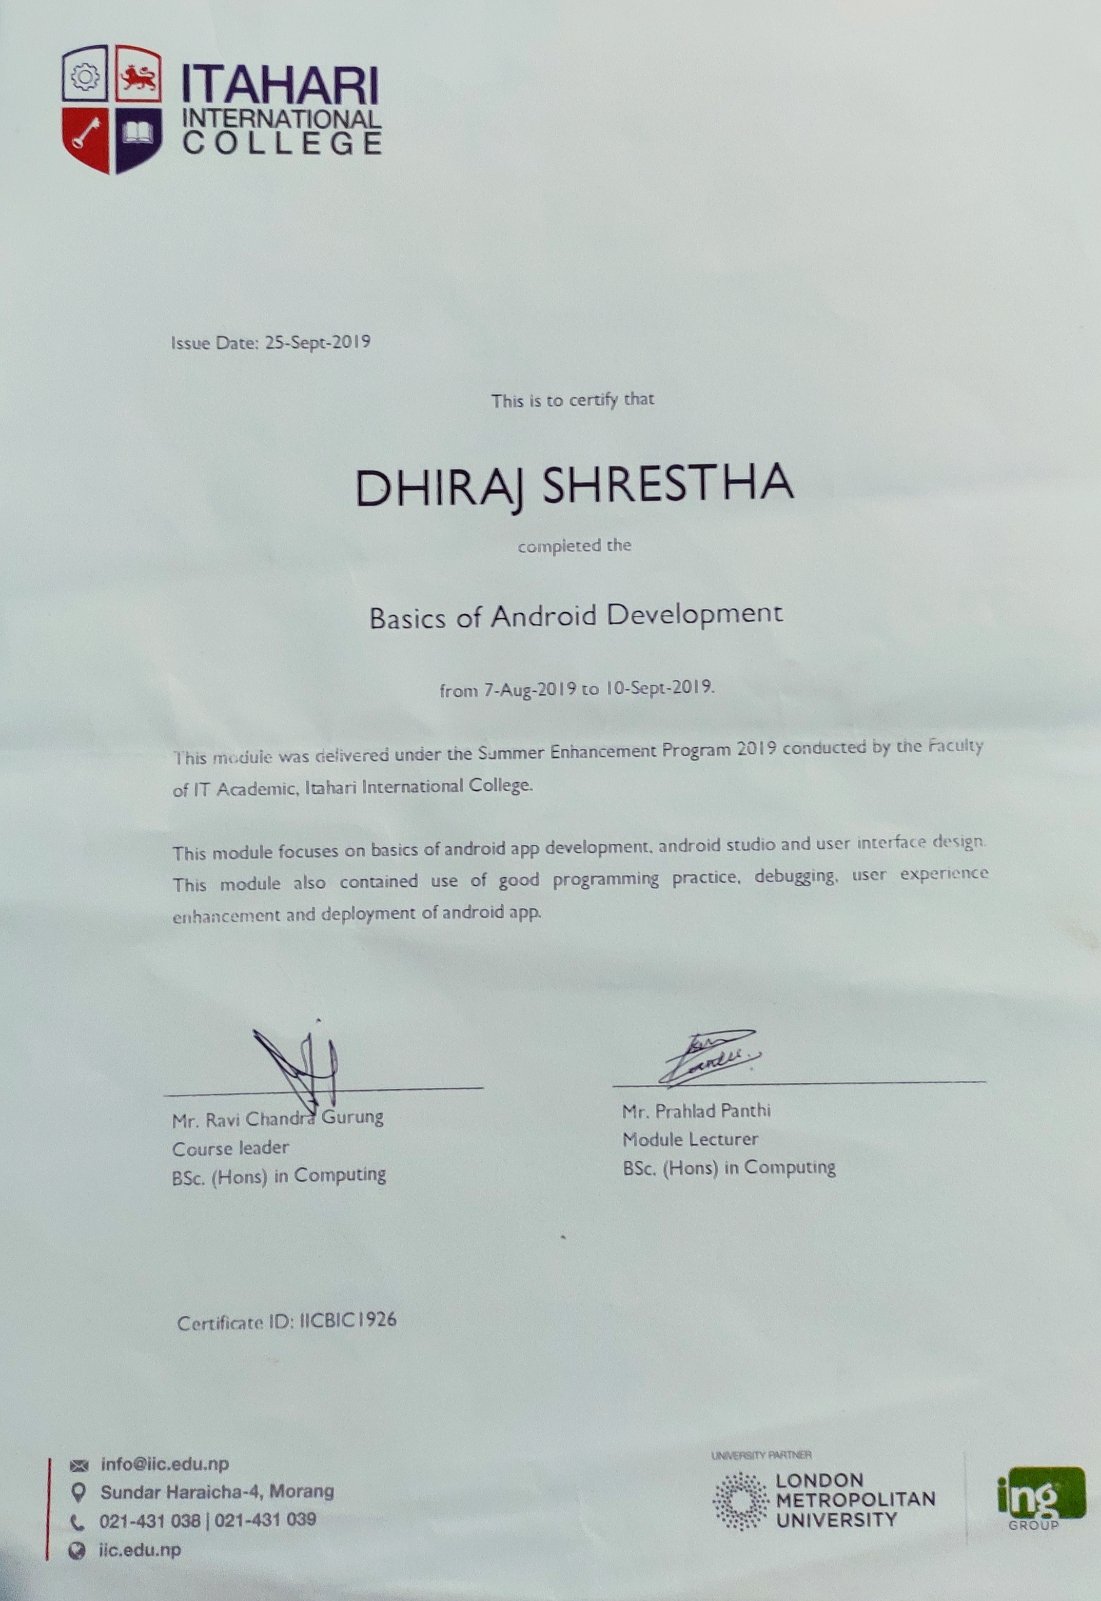 ITAHARI
INTERNATIONAL
COLLEGE
Issue Date: 25-Sept-2019
This is to certify that
DHIRAJ SHRESTHA
completed the
Basics of Android Development
from 7-Aug-2019 to 10-Sept-2019.
This module was delivered under the Summer Enhancement Program 2019 conducted by the Faculty
of IT Academic, Itahari International College.
This module focuses on basics of android app development, android studio and user interface design.
This module also contained use of good programming practice, debugging, user experience
enhancement and deployment of android app.
Mr. Ravi Chandra Gurung
Course leader
BSc. (Hons) in Computing
Mr. Prahlad Panthi
Module Lecturer
BSc. (Hons) in Computing
Certificate ID: IICBIC1926
info@iic.edu.np
Sundar Haraicha-4, Morang
021-431 038 | 021-431 039
iic.edu.np
UNIVERSITY PARTNER
LONDON
METROPOLITAN
UNIVERSITY
ing
GROUP